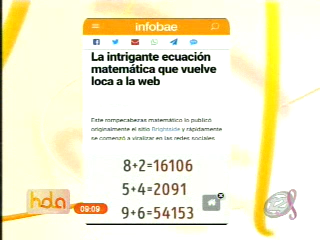 infobae
La intrigante ecuación
matemática que vuelve
loca a la web
Este rompecabezas matemático lo publicó
originalmente el sitio Brightside y rápidamente
se comenzó a viralizar en las redes sociales
8+2=16106
5+4=2091
9+6=54153
hda
09:09